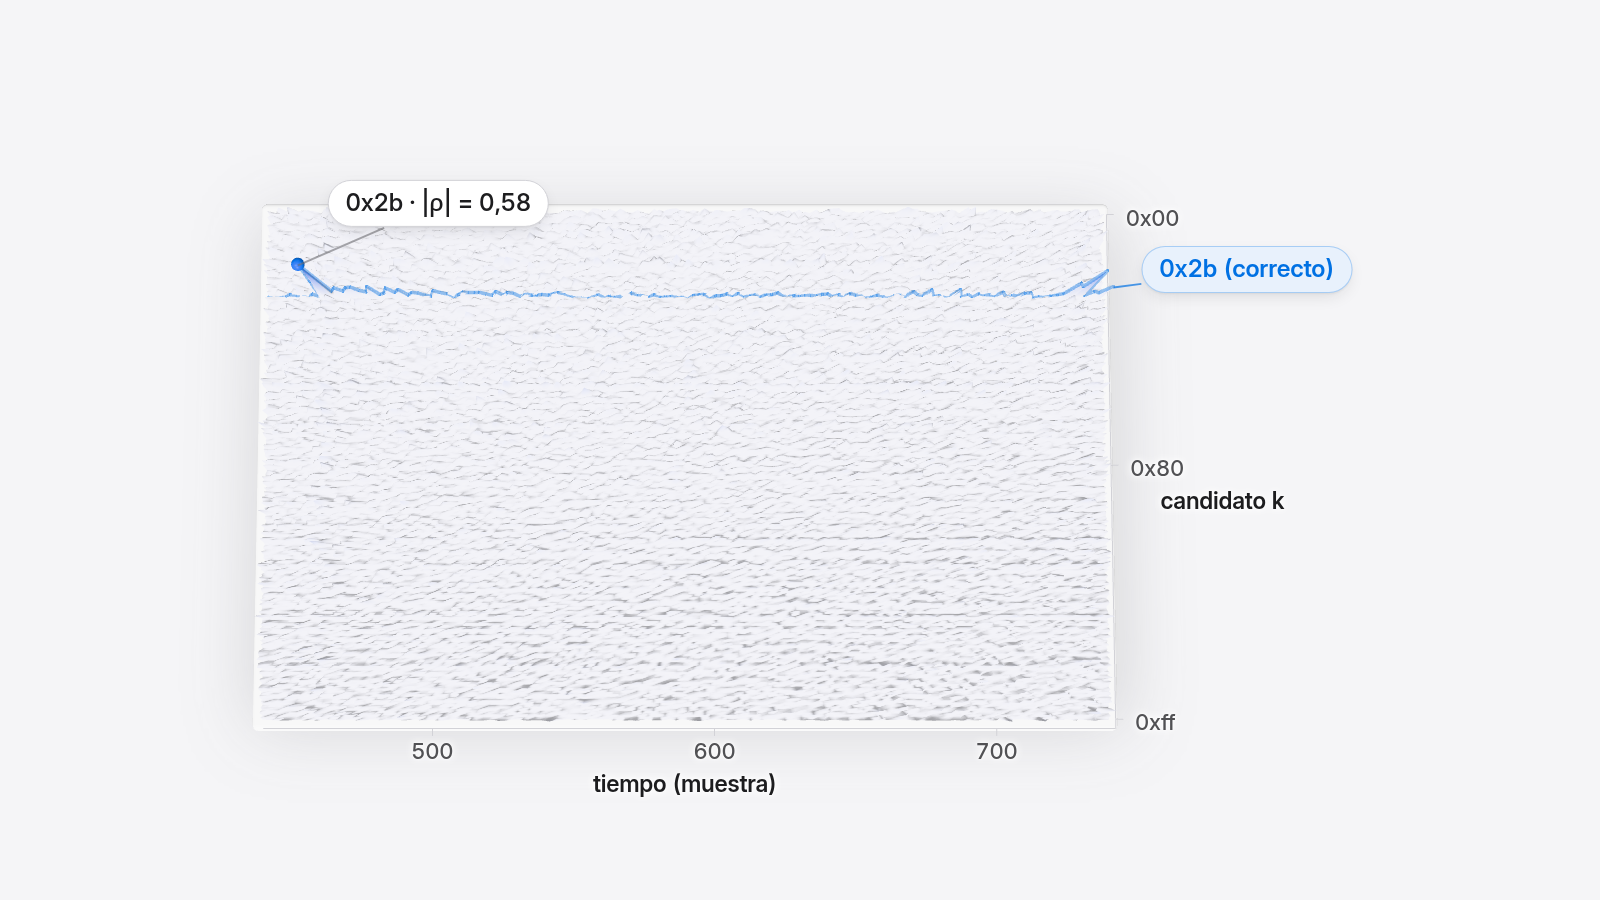 0x2b · |ρ| = 0,58
0x00
0x2b (correcto)
0x80
candidato k
0xff
500
600
700
tiempo (muestra)